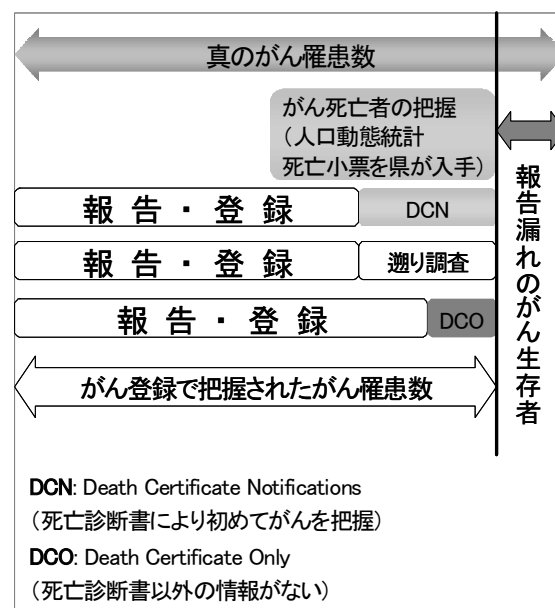 真のがん罹患数
がん死亡者の把握
（人口動態統計
死亡小票を県が入手）
報告漏れのがん生存者
報 告 ・ 登 録
DCN
報 告 ・ 登 録
遡り調査
報 告 ・ 登 録
DCO
がん登録で把握されたがん罹患数
DCN: Death Certificate Notifications
（死亡診断書により初めてがんを把握）
DCO: Death Certificate Only
（死亡診断書以外の情報がない）